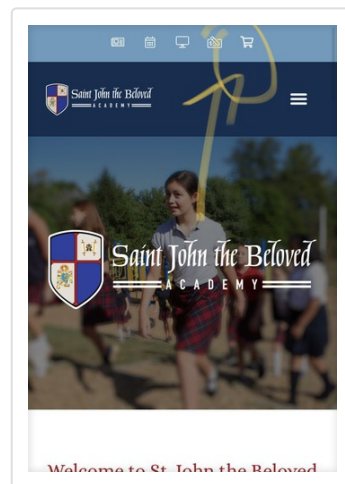 Saint John the Beloved
ACADEMY
Saint John the Beloved
ACADEMY
Welcome to St. John the Beloved